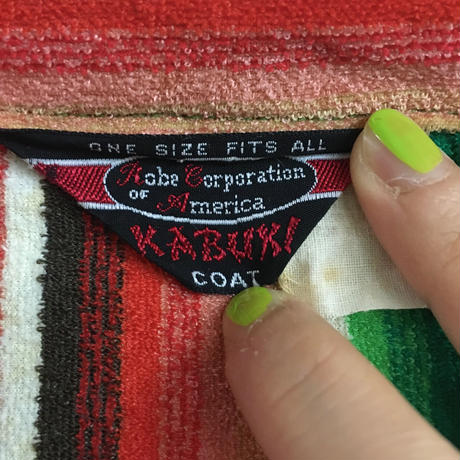 ONE SIZE FITS ALL
Robe Corporation
OF America
KABUKI
COAT